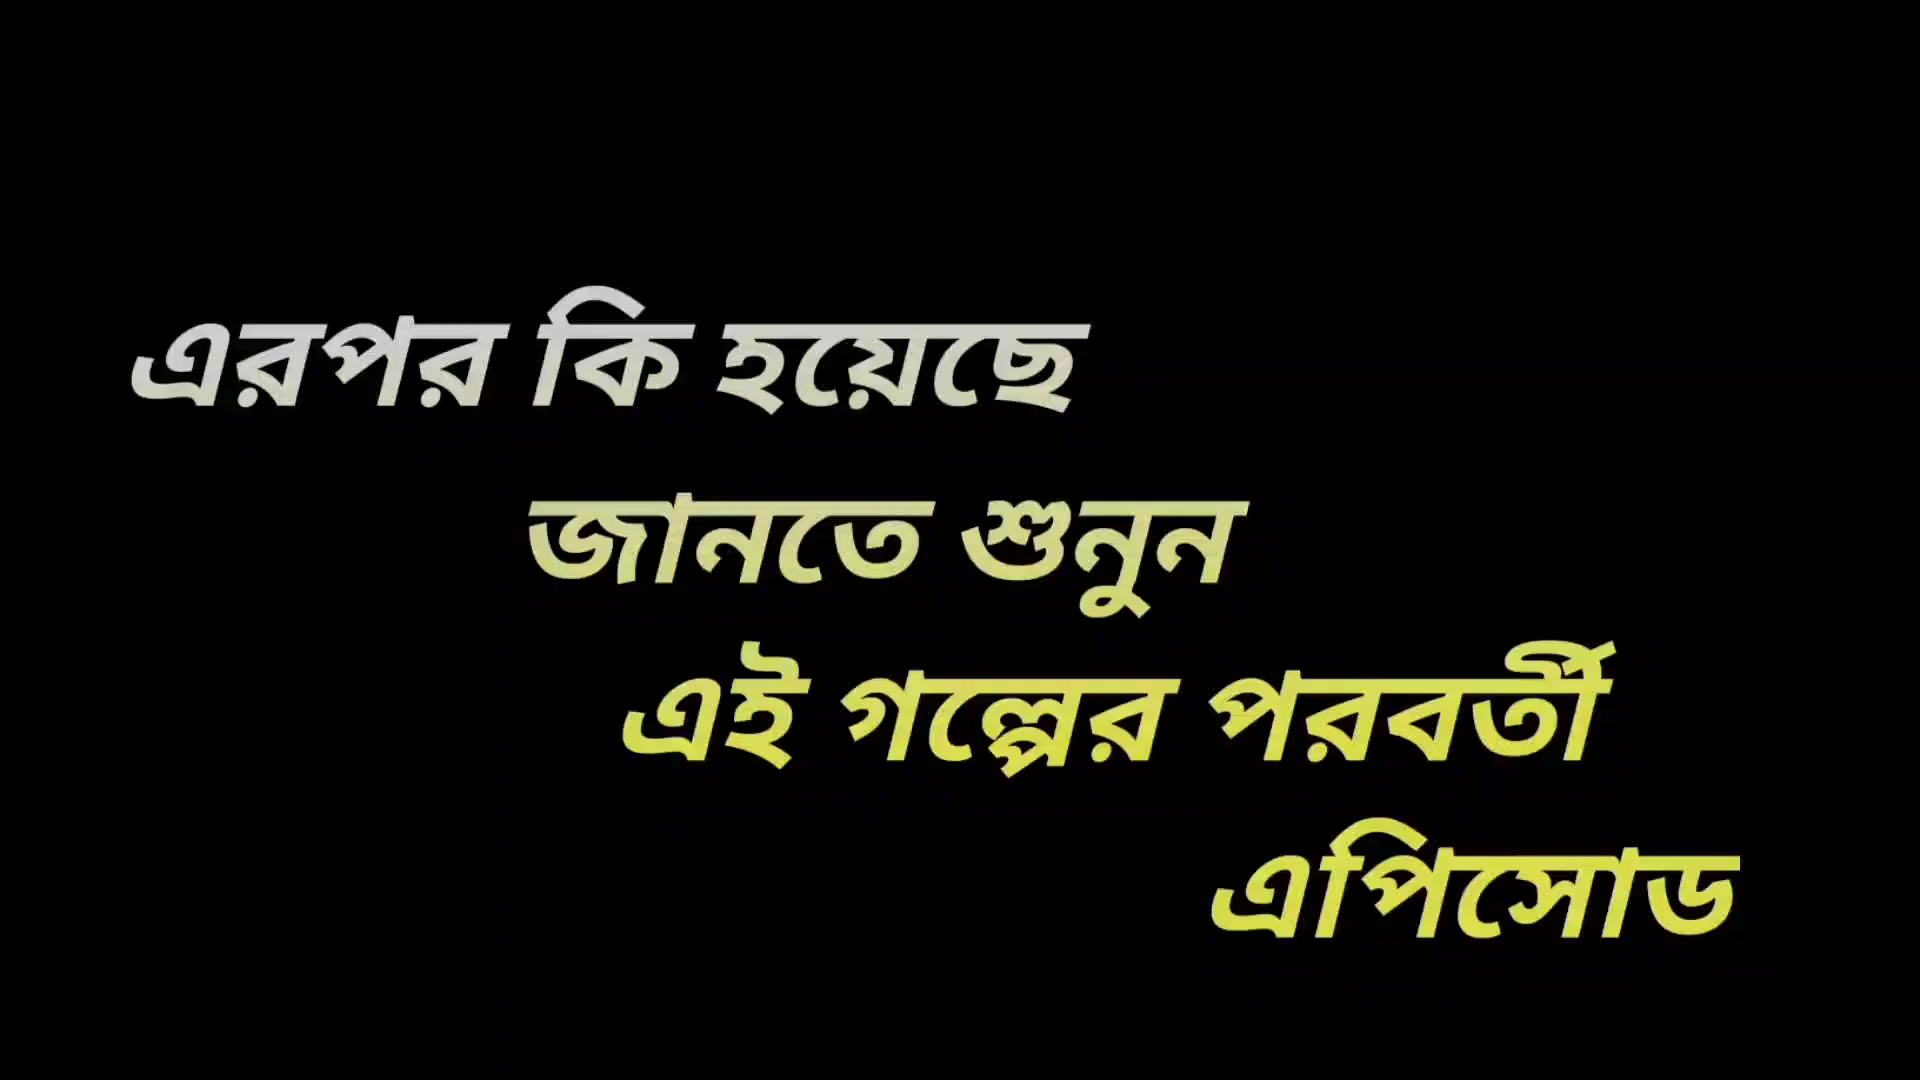 এরপর কি হয়েছে
জানতে শুনুন
এই গল্পের পরবর্তী
এপিসোড